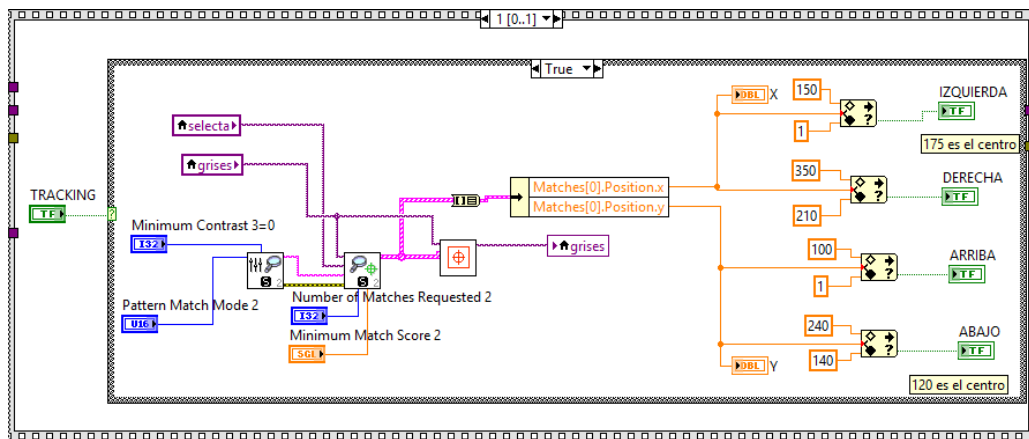 1 [0..1]
True
selecta
grises
TRACKING
TF
?
Minimum Contrast 3=0
I32
Pattern Match Mode 2
U16
S 2
S 2
Number of Matches Requested 2
I32
Minimum Match Score 2
SGL
Matches[0].Position.x
Matches[0].Position.y
grises
DBL X
150
1
?
IZQUIERDA
TF
175 es el centro
350
210
?
DERECHA
TF
100
1
?
ARRIBA
TF
240
140
?
ABAJO
TF
DBL Y
120 es el centro